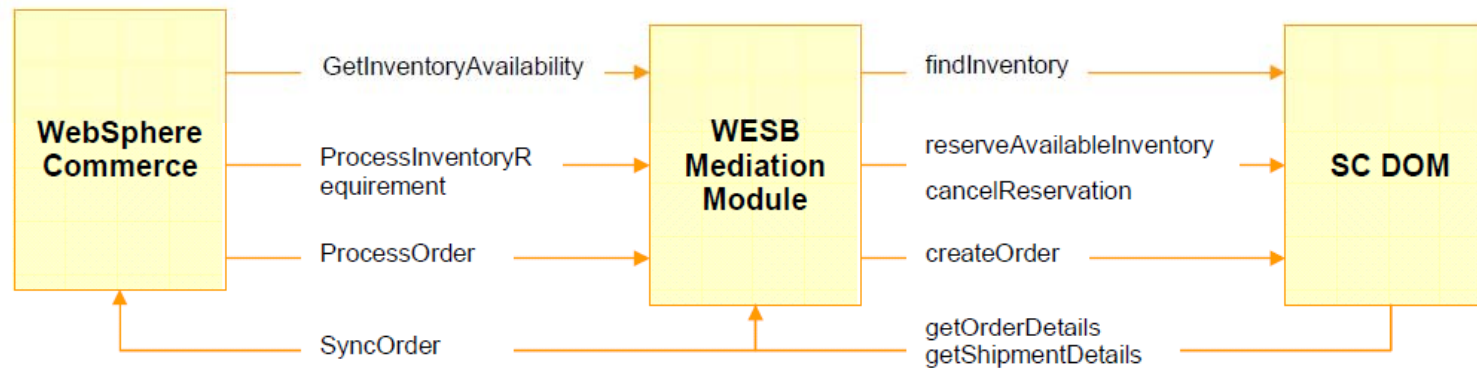 WebSphere
Commerce
GetInventoryAvailability
ProcessInventoryR
equirement
ProcessOrder
SyncOrder
WESB
Mediation
Module
findInventory
reserveAvailableInventory
cancelReservation
createOrder
getOrderDetails
getShipmentDetails
SC DOM